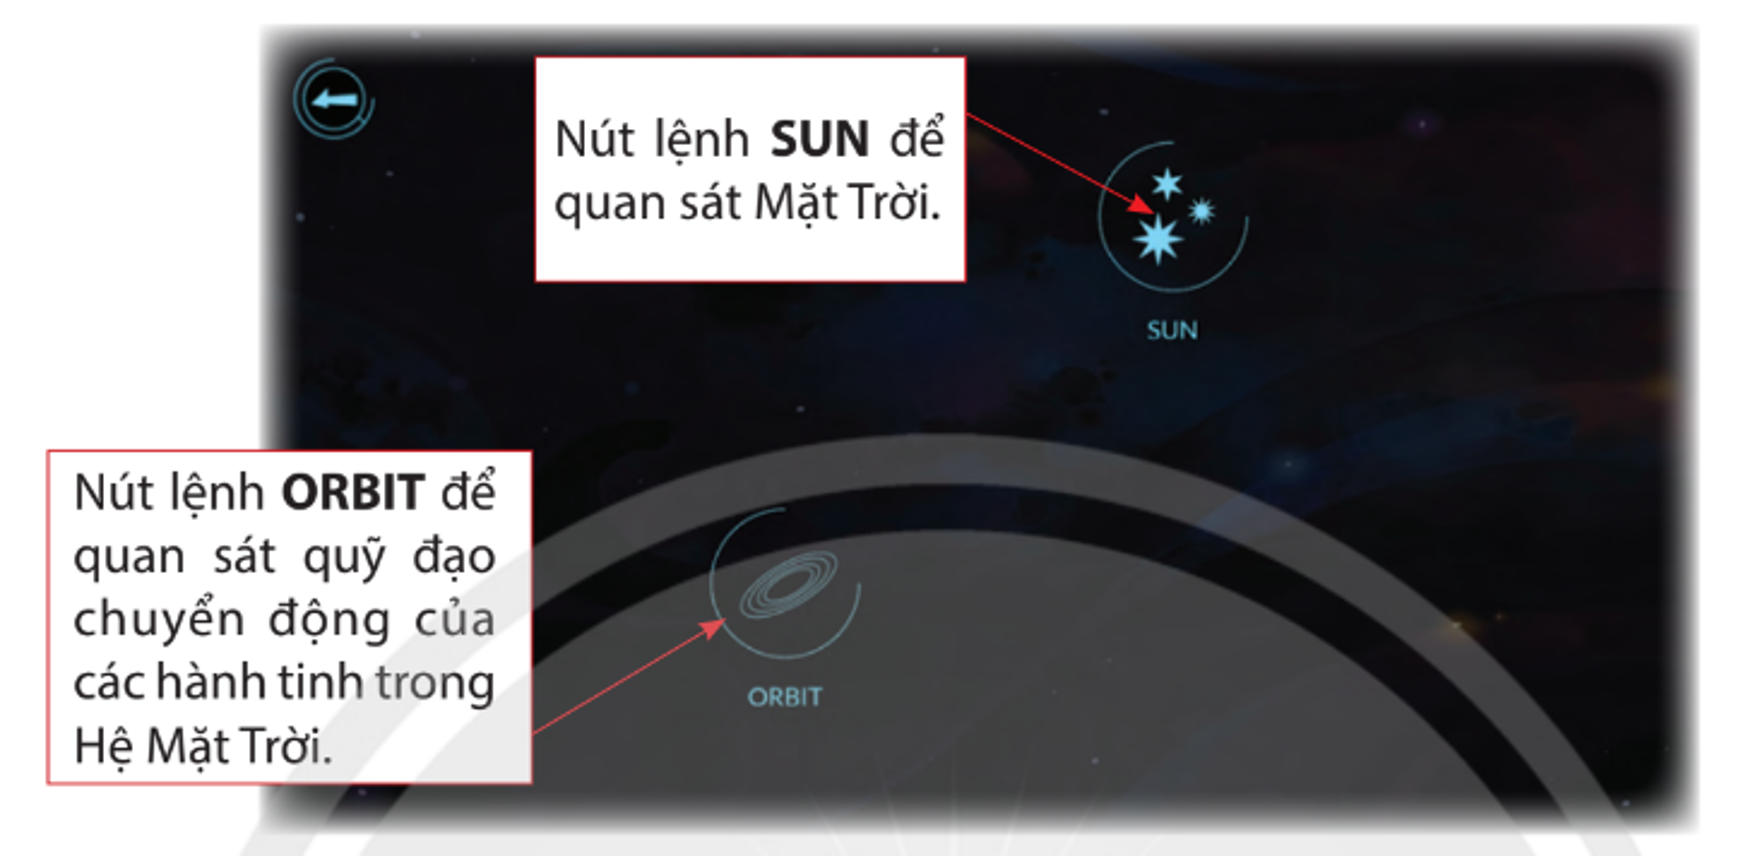 Nút lệnh SUN để
quan sát Mặt Trời.
SUN
Nút lệnh ORBIT để
quan sát quỹ đạo
chuyển động của
các hành tinh trong
Hệ Mặt Trời.
ORBIT